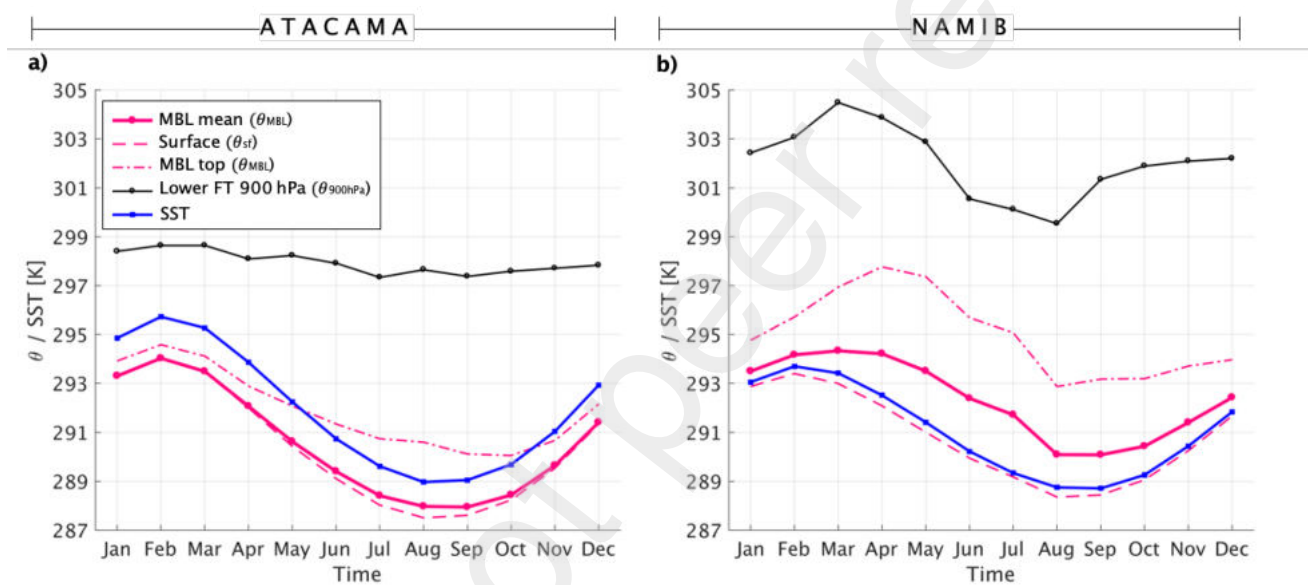 ATACAMA
NAMIB
a)
305
303
301
299
297
295
293
291
289
287
θ / SST [K]
MBL mean (θMBL)
Surface (θsf)
MBL top (θMBL)
Lower FT 900 hPa (θ900hPa)
SST
Jan Feb Mar Apr May Jun Jul Aug Sep Oct Nov Dec
Time
b)
305
303
301
299
297
295
293
291
289
287
θ / SST [K]
Jan Feb Mar Apr May Jun Jul Aug Sep Oct Nov Dec
Time
ot peer re